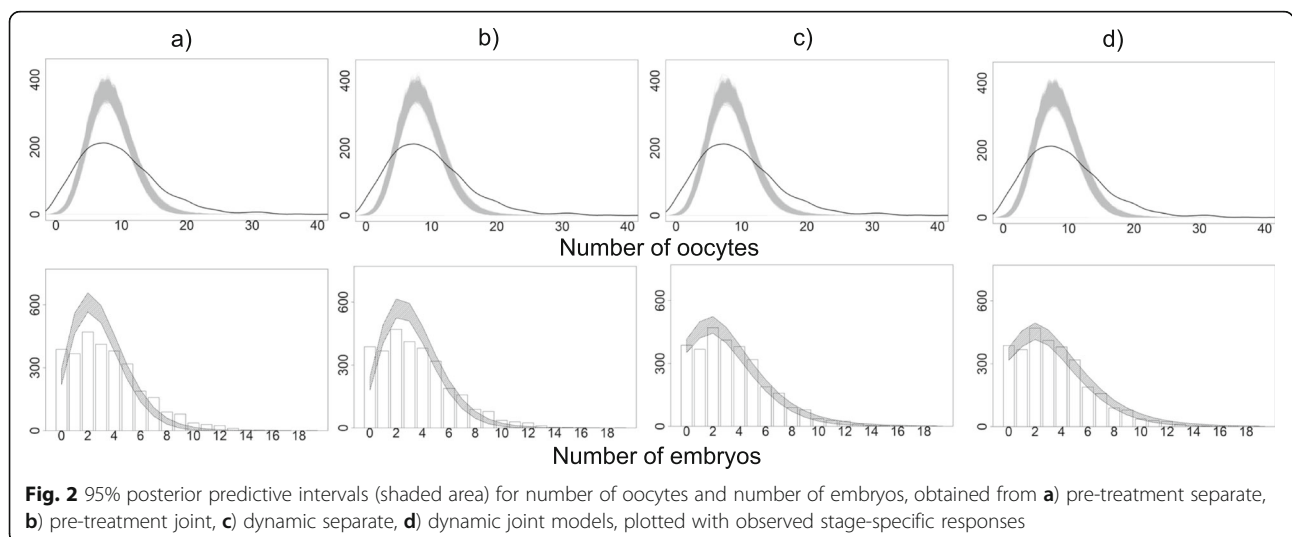 a) b) c) d)
400 400 400 400
200 200 200 200
0 0 0 0
0 10 20 30 40 0 10 20 30 40 0 10 20 30 40 0 10 20 30 40
Number of oocytes
600 600 600 600
300 300 300 300
0 0 0 0
0 2 4 6 8 10 12 14 16 18 0 2 4 6 8 10 12 14 16 18 0 2 4 6 8 10 12 14 16 18 0 2 4 6 8 10 12 14 16 18
Number of embryos
Fig. 2 95% posterior predictive intervals (shaded area) for number of oocytes and number of embryos, obtained from a) pre-treatment separate,
b) pre-treatment joint, c) dynamic separate, d) dynamic joint models, plotted with observed stage-specific responses